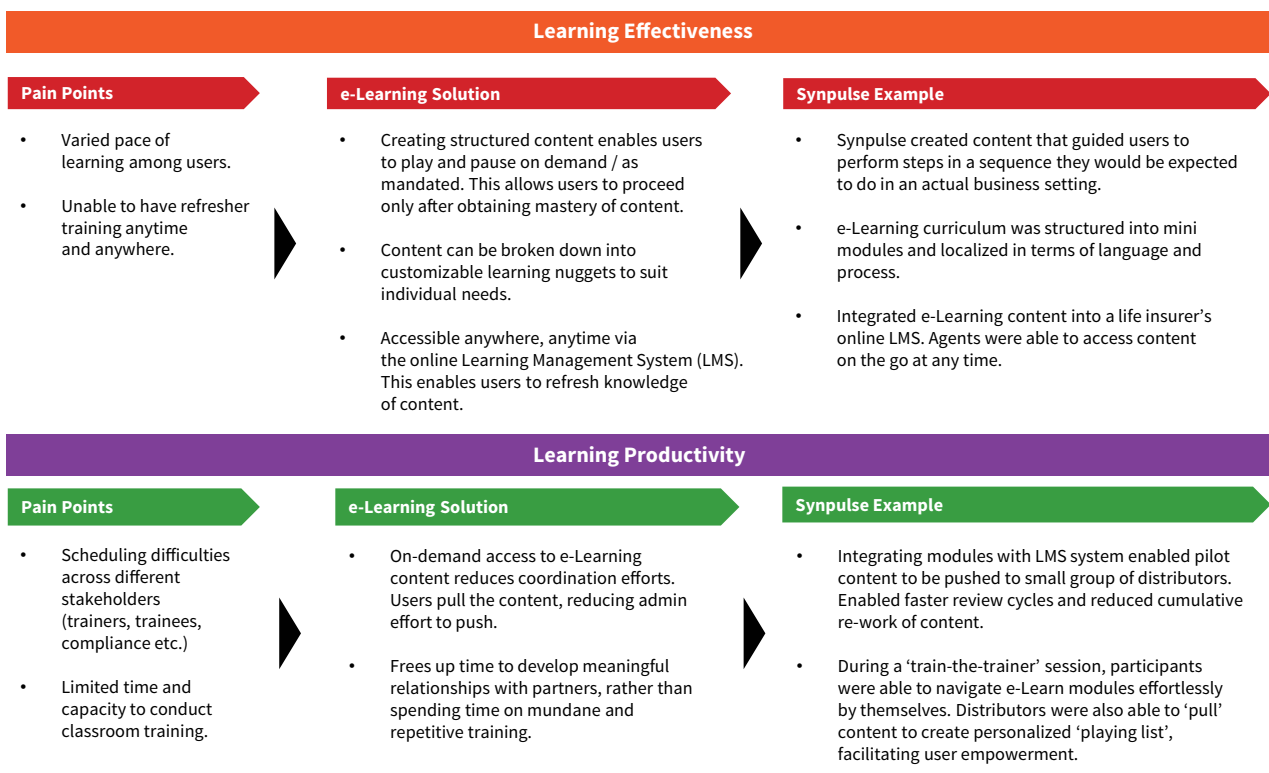 Learning Effectiveness
Pain Points
• Varied pace of
learning among users.
• Unable to have refresher
training anytime
and anywhere.
e-Learning Solution
• Creating structured content enables users
to play and pause on demand / as
mandated. This allows users to proceed
only after obtaining mastery of content.
• Content can be broken down into
customizable learning nuggets to suit
individual needs.
• Accessible anywhere, anytime via
the online Learning Management System (LMS).
This enables users to refresh knowledge
of content.
Synpulse Example
• Synpulse created content that guided users to
perform steps in a sequence they would be expected
to do in an actual business setting.
• e-Learning curriculum was structured into mini
modules and localized in terms of language and
process.
• Integrated e-Learning content into a life insurer’s
online LMS. Agents were able to access content
on the go at any time.
Learning Productivity
Pain Points
• Scheduling difficulties
across different
stakeholders
(trainers, trainees,
compliance etc.)
• Limited time and
capacity to conduct
classroom training.
e-Learning Solution
• On-demand access to e-Learning
content reduces coordination efforts.
Users pull the content, reducing admin
effort to push.
• Frees up time to develop meaningful
relationships with partners, rather than
spending time on mundane and
repetitive training.
Synpulse Example
• Integrating modules with LMS system enabled pilot
content to be pushed to small group of distributors.
Enabled faster review cycles and reduced cumulative
re-work of content.
• During a ‘train-the-trainer’ session, participants
were able to navigate e-Learn modules effortlessly
by themselves. Distributors were also able to ‘pull’
content to create personalized ‘playing list’,
facilitating user empowerment.